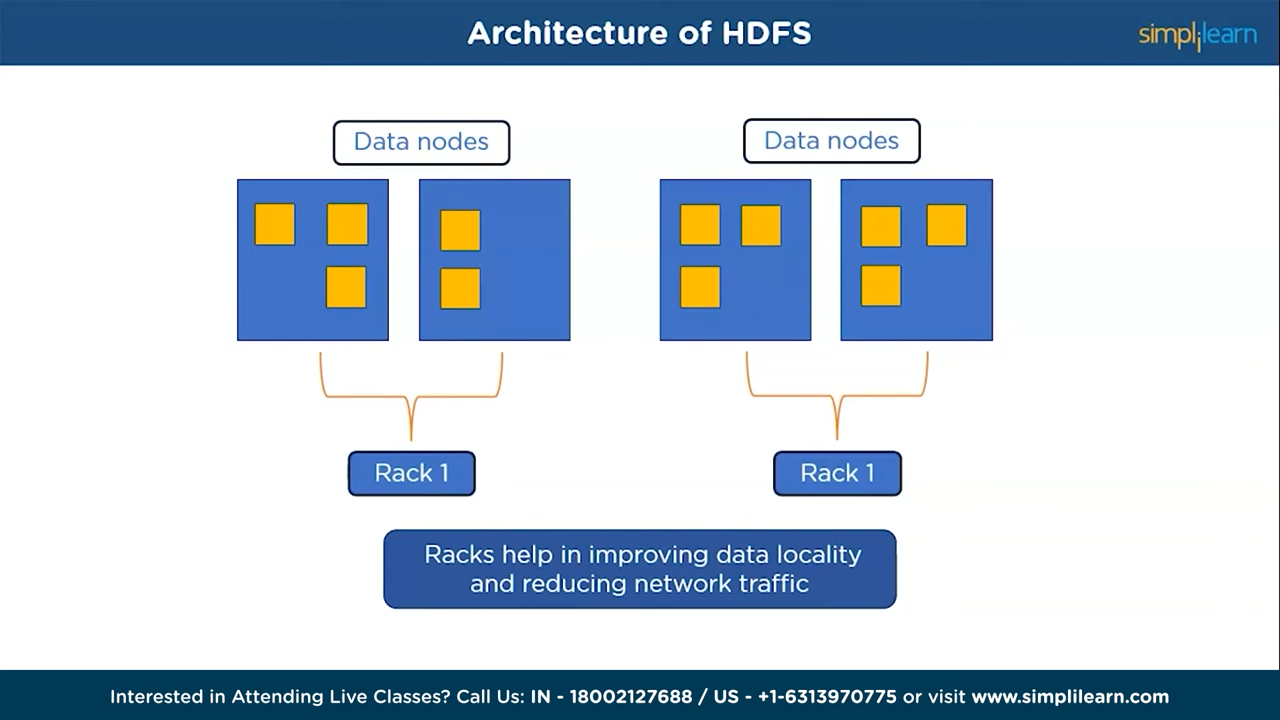 Architecture of HDFS
simplilearn
Data nodes
Data nodes
Rack 1
Rack 1
Racks help in improving data locality
and reducing network traffic
Interested in Attending Live Classes? Call Us: IN - 18002127688 / US - +1-6313970775 or visit www.simplilearn.com